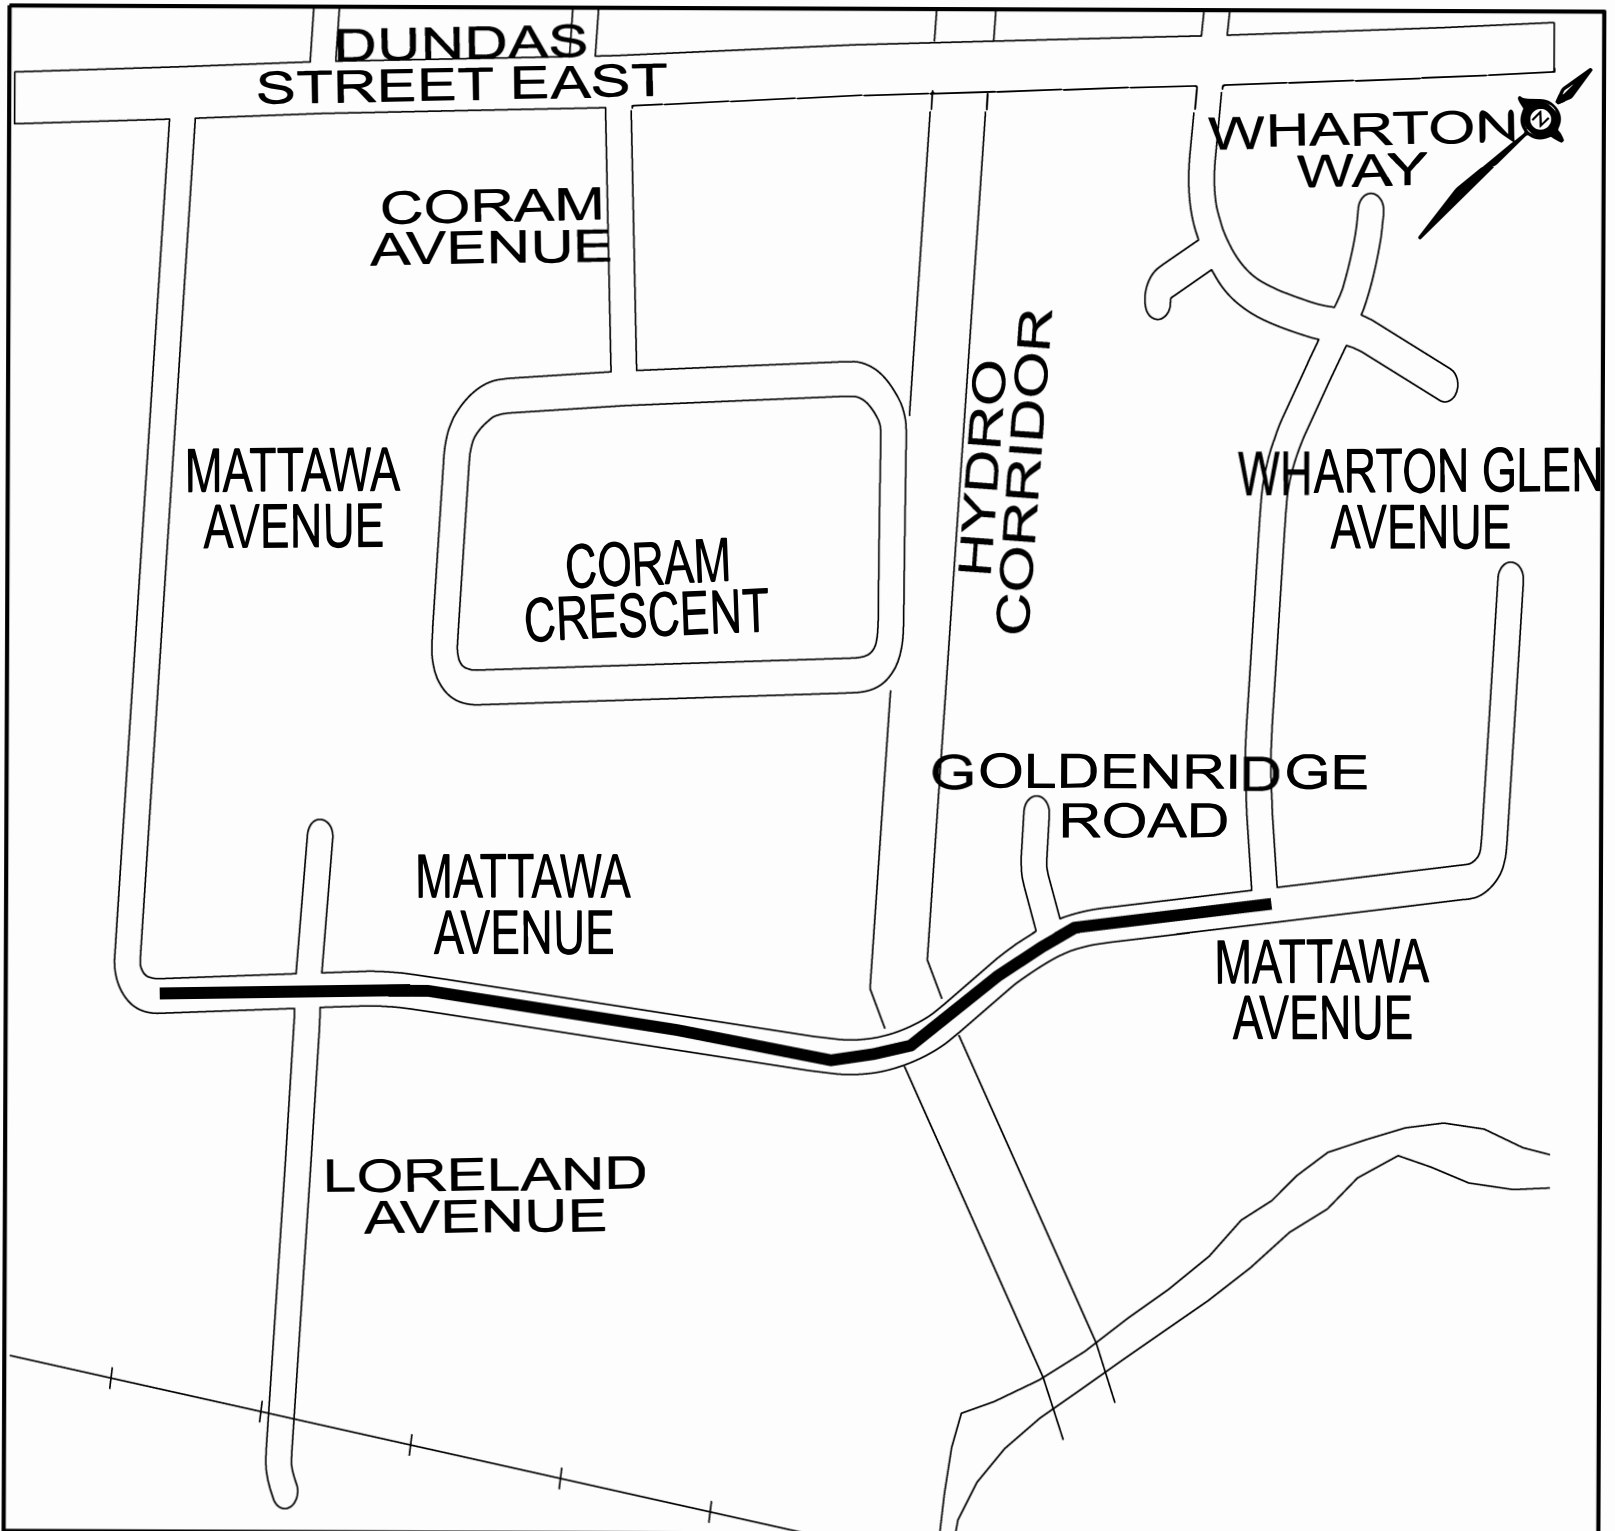 DUNDAS
STREET EAST
WHARTON
WAY
N
CORAM
AVENUE
HYDRO
CORRIDOR
MATTAWA
AVENUE
WHARTON GLEN
AVENUE
CORAM
CRESCENT
GOLDENRIDGE
ROAD
MATTAWA
AVENUE
MATTAWA
AVENUE
LORELAND
AVENUE